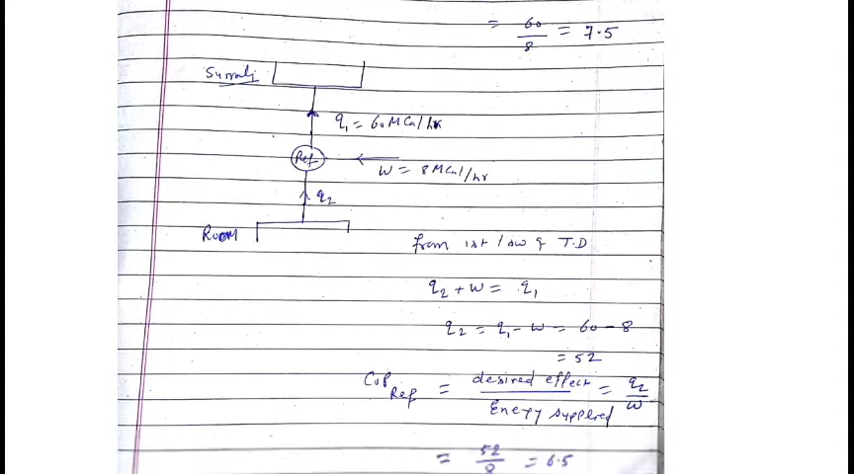 = 60/8 = 7.5
q₁ = 60 MCal/hr
Ref
W = 8 MCal/hr
q₂
Room
from 1st law of T.D
q₂ + W = q₁
q₂ = q₁ - W = 60 - 8
= 52
COP Ref = desired effect / Energy supplied = q₂ / W
= 52/8 = 6.5